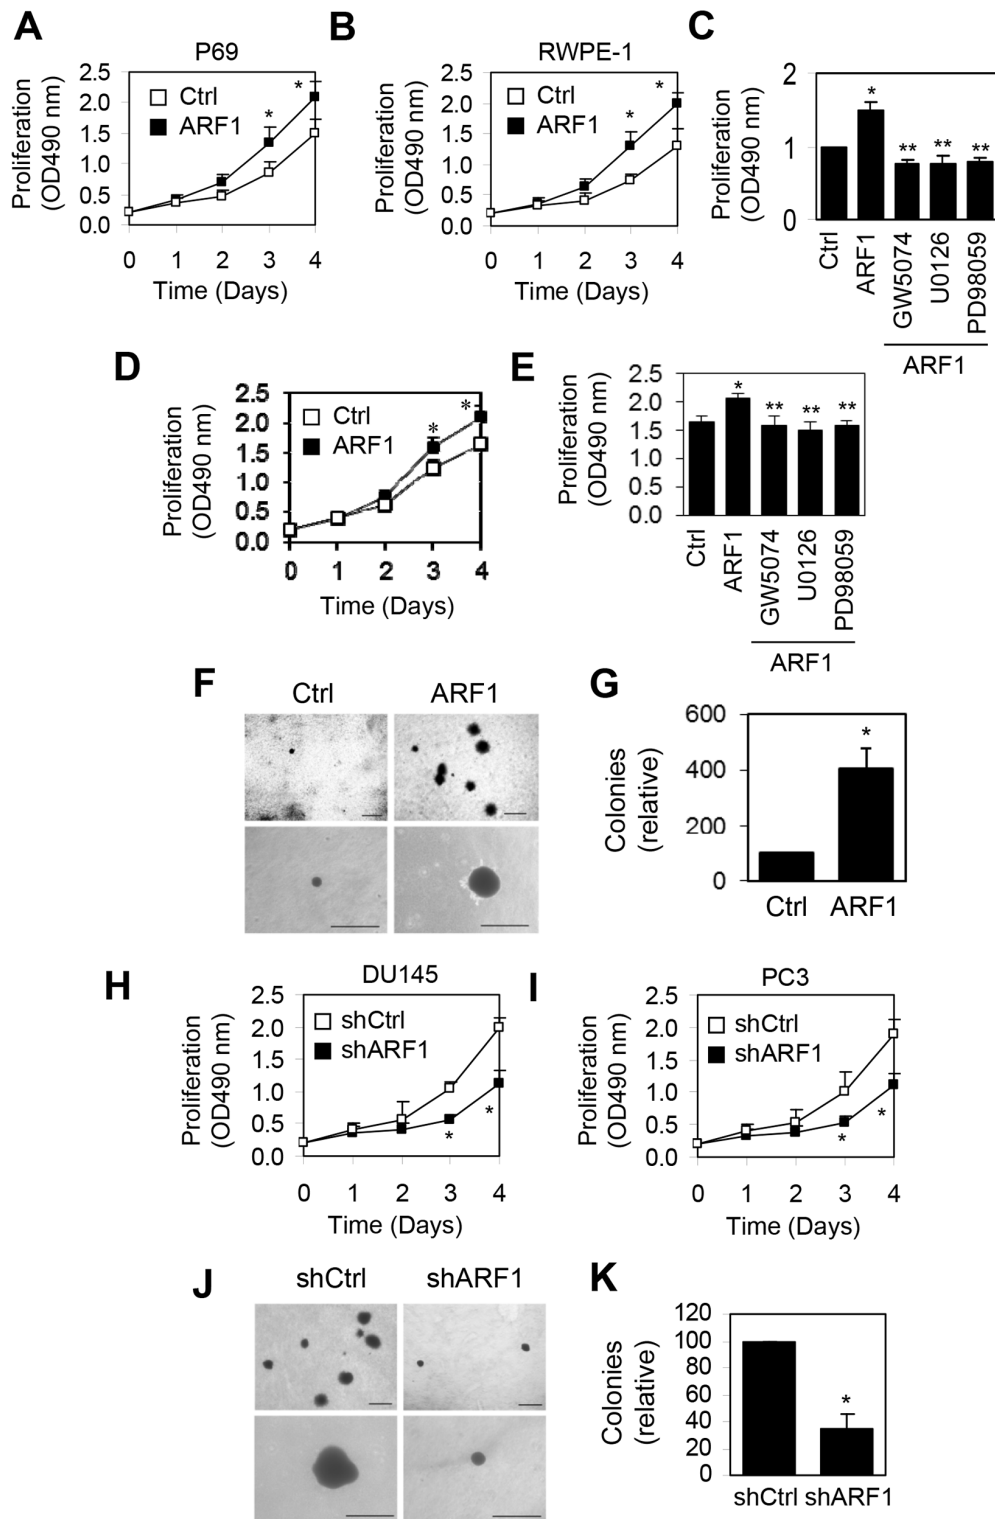 A
P69
Proliferation
(OD490 nm)
2.5
2.0
1.5
1.0
0.5
0.0
Ctrl
ARF1
*
*
0 1 2 3 4
Time (Days)
B
RWPE-1
Proliferation
(OD490 nm)
2.5
2.0
1.5
1.0
0.5
0.0
Ctrl
ARF1
*
*
0 1 2 3 4
Time (Days)
C
Proliferation
(OD490 nm)
2
1
0
* ** ** **
Ctrl
ARF1
GW5074
U0126
PD98059
ARF1
D
Proliferation
(OD490 nm)
2.5
2.0
1.5
1.0
0.5
0.0
Ctrl
ARF1
*
*
0 1 2 3 4
Time (Days)
E
Proliferation
(OD490 nm)
2.5
2.0
1.5
1.0
0.5
0.0
* ** ** **
Ctrl
ARF1
GW5074
U0126
PD98059
ARF1
F
Ctrl ARF1
G
Colonies
(relative)
600
400
200
0
*
Ctrl ARF1
H
DU145
Proliferation
(OD490 nm)
2.5
2.0
1.5
1.0
0.5
0.0
shCtrl
shARF1
*
*
0 1 2 3 4
Time (Days)
I
PC3
Proliferation
(OD490 nm)
2.5
2.0
1.5
1.0
0.5
0.0
shCtrl
shARF1
*
*
0 1 2 3 4
Time (Days)
J
shCtrl shARF1
K
Colonies
(relative)
120
100
80
60
40
20
0
*
shCtrl shARF1